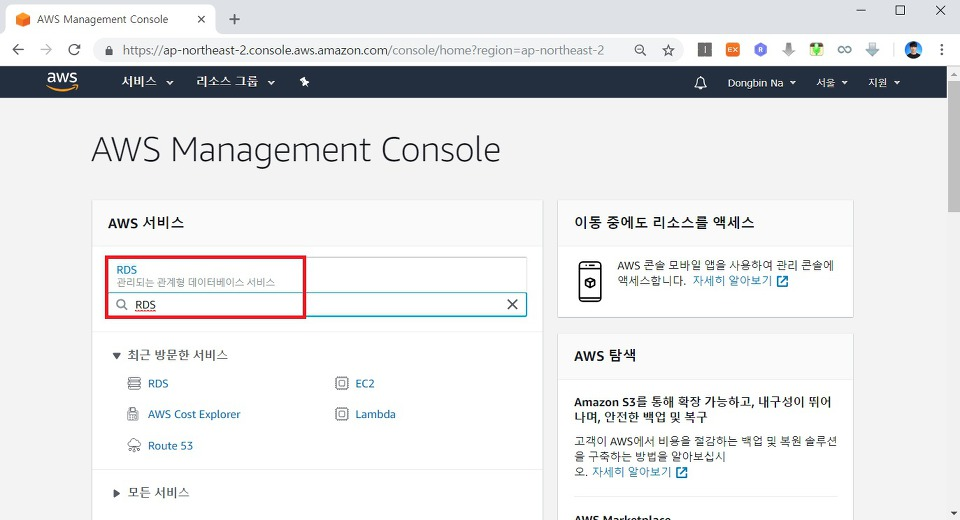 AWS Management Console
https://ap-northeast-2.console.aws.amazon.com/console/home?region=ap-northeast-2
EX
R
aws
서비스
리소스 그룹
Dongbin Na
서울
지원
AWS Management Console
AWS 서비스
RDS
관리되는 관계형 데이터베이스 서비스
RDS
최근 방문한 서비스
RDS
EC2
AWS Cost Explorer
Lambda
Route 53
모든 서비스
이동 중에도 리소스를 액세스
AWS 콘솔 모바일 앱을 사용하여 관리 콘솔에
액세스합니다. 자세히 알아보기
AWS 탐색
Amazon S3를 통해 확장 가능하고, 내구성이 뛰어
나며, 안전한 백업 및 복구
고객이 AWS에서 비용을 절감하는 백업 및 복원 솔루션
을 구축하는 방법을 알아보십시
오. 자세히 알아보기
AWS Marketplace